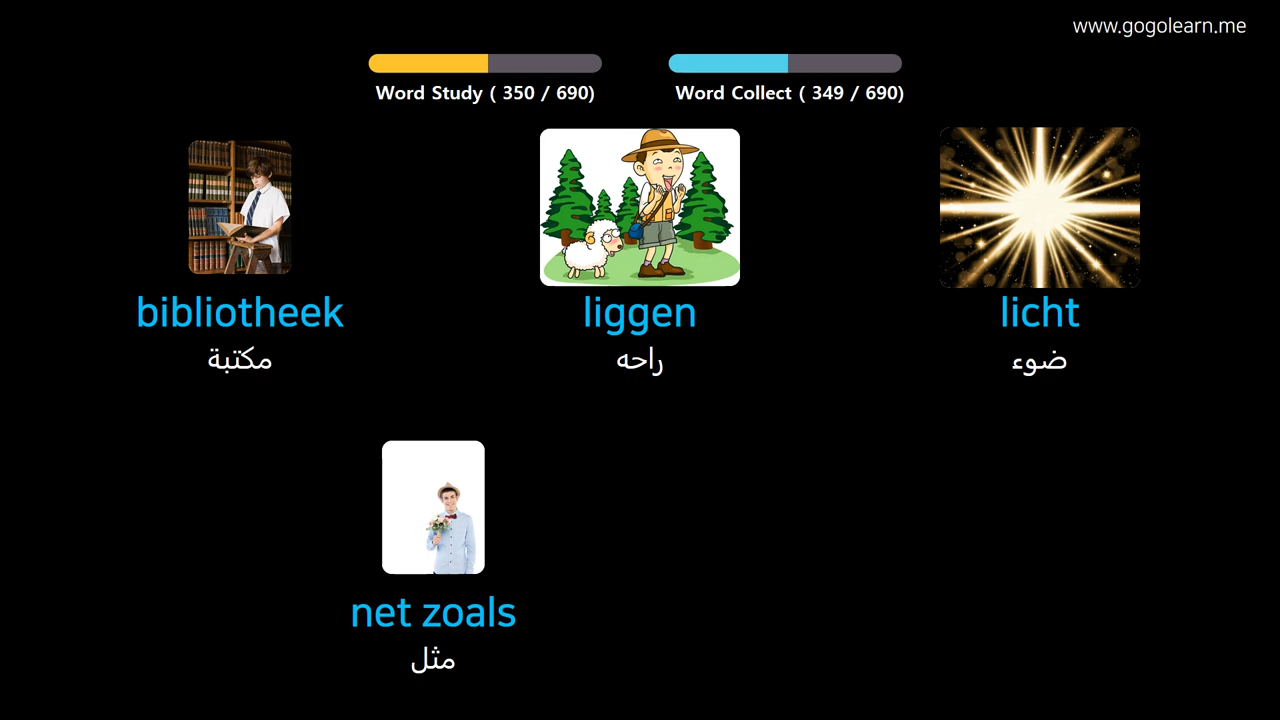 www.gogolearn.me
Word Study ( 350 / 690)
Word Collect ( 349 / 690)
bibliotheek
مكتبة
liggen
راحه
licht
ضوء
net zoals
مثل